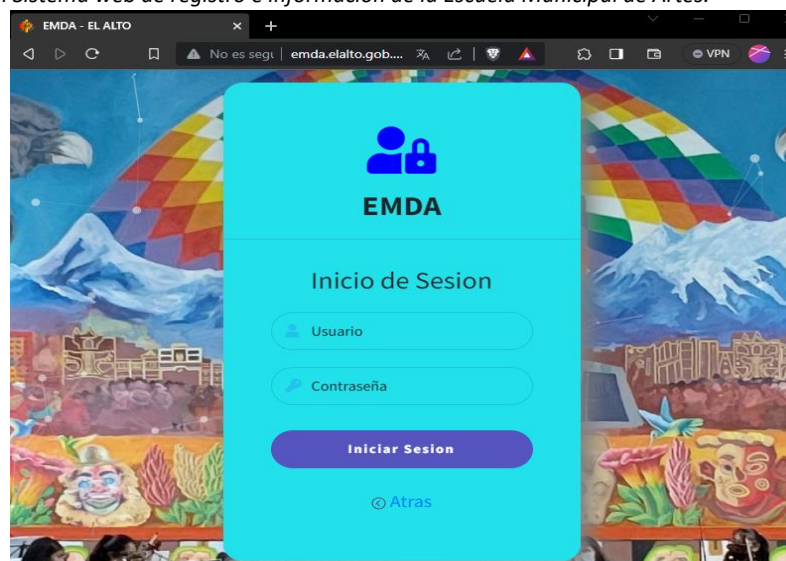 Sistema web de registro e información de la Escuela Municipal de Artes.
EMDA - EL ALTO
No es segu
emda.elalto.gob....
VPN
EMDA
Inicio de Sesion
Usuario
Contraseña
Iniciar Sesion
Atras